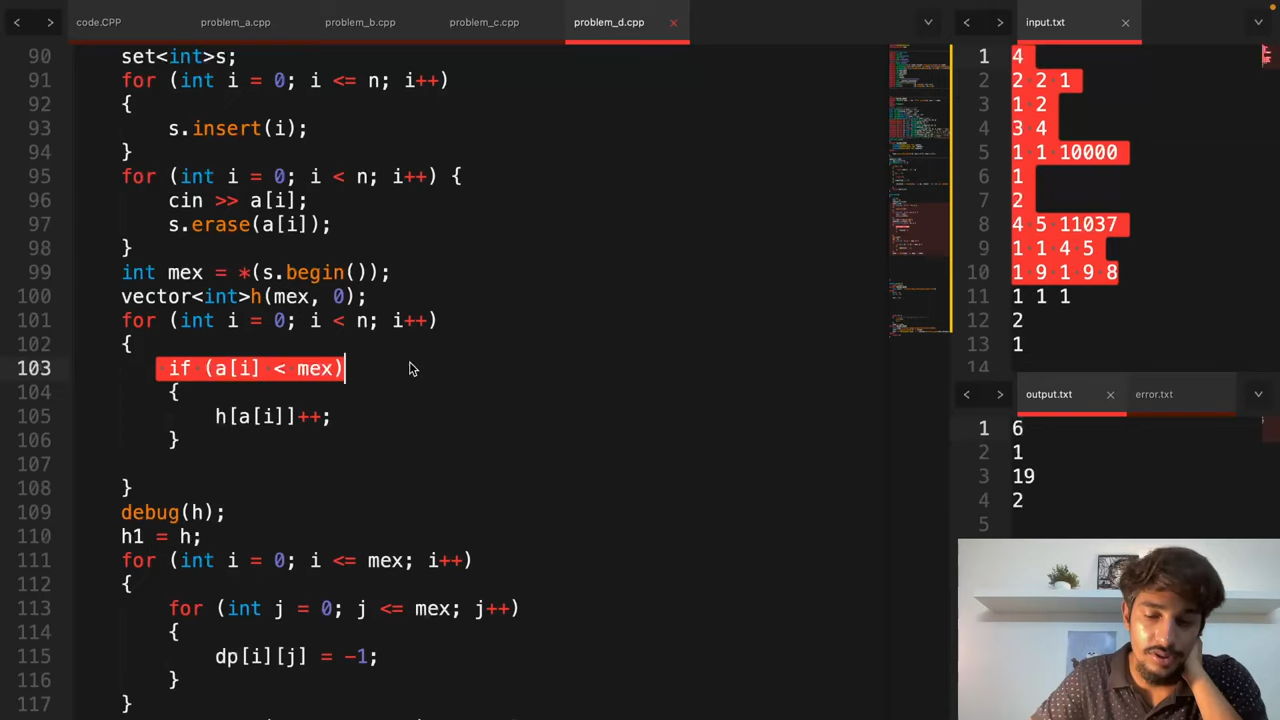 code.CPP
problem_a.cpp
problem_b.cpp
problem_c.cpp
problem_d.cpp
input.txt
90 set<int>s;
91 for (int i = 0; i <= n; i++)
92 {
93 s.insert(i);
94 }
95 for (int i = 0; i < n; i++) {
96 cin >> a[i];
97 s.erase(a[i]);
98 }
99 int mex = *(s.begin());
100 vector<int>h(mex, 0);
101 for (int i = 0; i < n; i++)
102 {
103 if (a[i] < mex)
104 {
105 h[a[i]]++;
106 }
107
108 }
109 debug(h);
110 h1 = h;
111 for (int i = 0; i <= mex; i++)
112 {
113 for (int j = 0; j <= mex; j++)
114 {
115 dp[i][j] = -1;
116 }
117 }
1 4
2 2 2 1
3 1 2
4 3 4
5 1 1 10000
6 1
7 2
8 4 5 11037
9 1 1 4 5
10 1 9 1 9 8
11 1 1 1
12 2
13 1
14
output.txt
error.txt
1 6
2 1
3 19
4 2
5